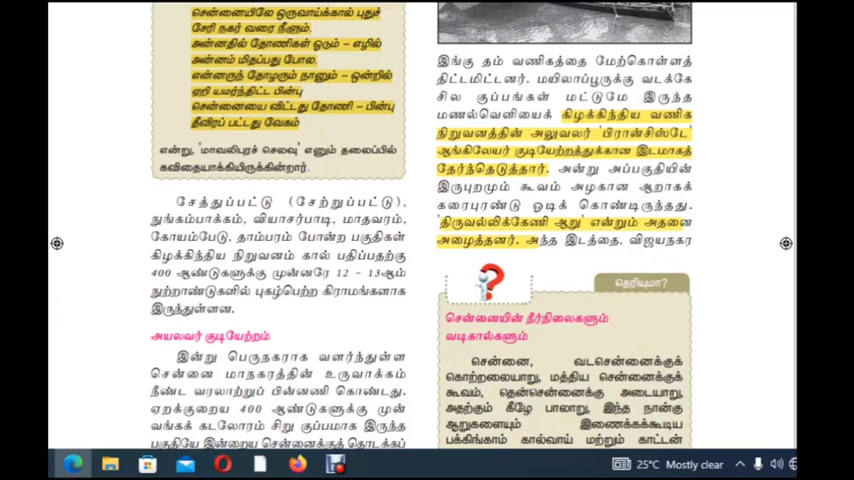 சென்னையிலே ஒருவாய்க்கால் புதுச்
சேரி நகர் வரை நீளும்.
அன்னதில் தோணிகள் ஓடும் – எழில்
அன்னம் மிதப்பது போல.
என்னருந் தோழரும் நானும் – ஒன்றில்
ஏறி யமர்ந்திட்ட பின்பு
சென்னையை விட்டது தோணி – பின்பு
தீவிரப் பட்டது வேகம்
என்று, 'மாவலிபுரச் செலவு' எனும் தலைப்பில்
கவிதையாக்கியிருக்கின்றார்.
சேத்துப்பட்டு (சேற்றுப்பட்டு),
நுங்கம்பாக்கம், வியாசர்பாடி, மாதவரம்,
கோயம்பேடு, தாம்பரம் போன்ற பகுதிகள்
கிழக்கிந்திய நிறுவனம் கால் பதிப்பதற்கு
400 ஆண்டுகளுக்கு முன்னரே 12 – 13ஆம்
நூற்றாண்டுகளில் புகழ்பெற்ற கிராமங்களாக
இருந்துள்ளன.
அயலவர் குடியேற்றம்
இன்று பெருநகராக வளர்ந்துள்ள
சென்னை மாநகரத்தின் உருவாக்கம்
நீண்ட வரலாற்றுப் பின்னணி கொண்டது.
ஏறக்குறைய 400 ஆண்டுகளுக்கு முன்
வங்கக் கடலோரம் சிறு குப்பமாக இருந்த
பகுதியே இன்றைய சென்னைக்குத் தொடக்கப்
இங்கு தம் வணிகத்தை மேற்கொள்ளத்
திட்டமிட்டனர். மயிலாப்பூருக்கு வடக்கே
சில குப்பங்கள் மட்டுமே இருந்த
மணல்வெளியைக் கிழக்கிந்திய வணிக
நிறுவனத்தின் அலுவலர் 'பிரான்சிஸ்டே'
ஆங்கிலேயர் குடியேற்றத்துக்கான இடமாகத்
தேர்ந்தெடுத்தார். அன்று அப்பகுதியின்
இருபுறமும் கூவம் அழகான ஆறாகக்
கரைபுரண்டு ஓடிக் கொண்டிருந்தது.
'திருவல்லிக்கேணி ஆறு' என்றும் அதனை
அழைத்தனர். அந்த இடத்தை, விஜயநகர
தெரியுமா?
சென்னையின் நீர்நிலைகளும்
வடிகால்களும்
சென்னை, வடசென்னைக்குக்
கொற்றலையாறு, மத்திய சென்னைக்குக்
கூவம், தென்சென்னைக்கு அடையாறு,
அதற்கும் கீழே பாலாறு, இந்த நான்கு
ஆறுகளையும் இணைக்கக்கூடிய
பக்கிங்காம் கால்வாய் மற்றும் காட்டன்
25°C Mostly clear